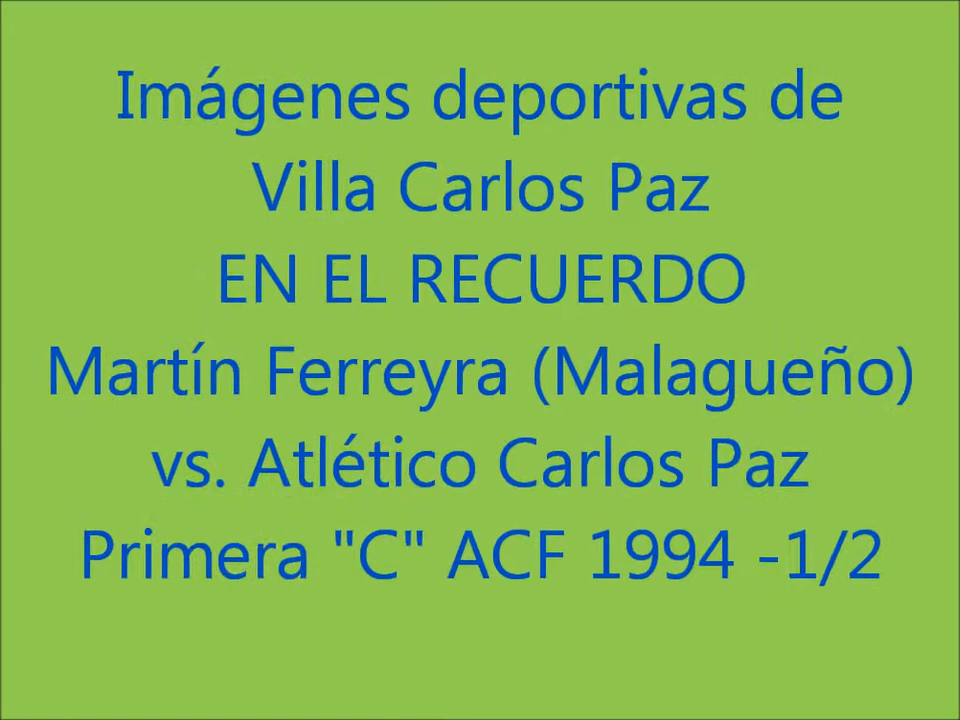 Imágenes deportivas de
Villa Carlos Paz
EN EL RECUERDO
Martín Ferreyra (Malagueño)
vs. Atlético Carlos Paz
Primera "C" ACF 1994 -1/2